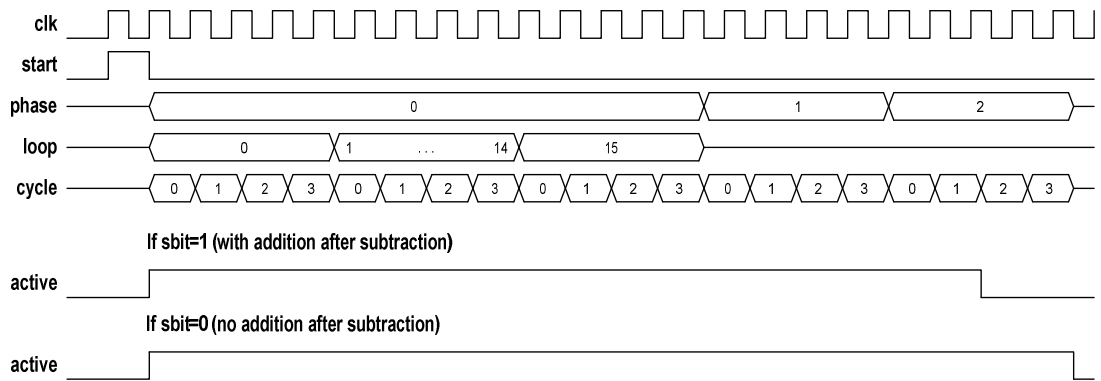 clk
start
phase 0 1 2
loop 0 1 ... 14 15
cycle 0 1 2 3 0 1 2 3 0 1 2 3 0 1 2 3 0 1 2 3
If sbit=1 (with addition after subtraction)
active
If sbit=0 (no addition after subtraction)
active